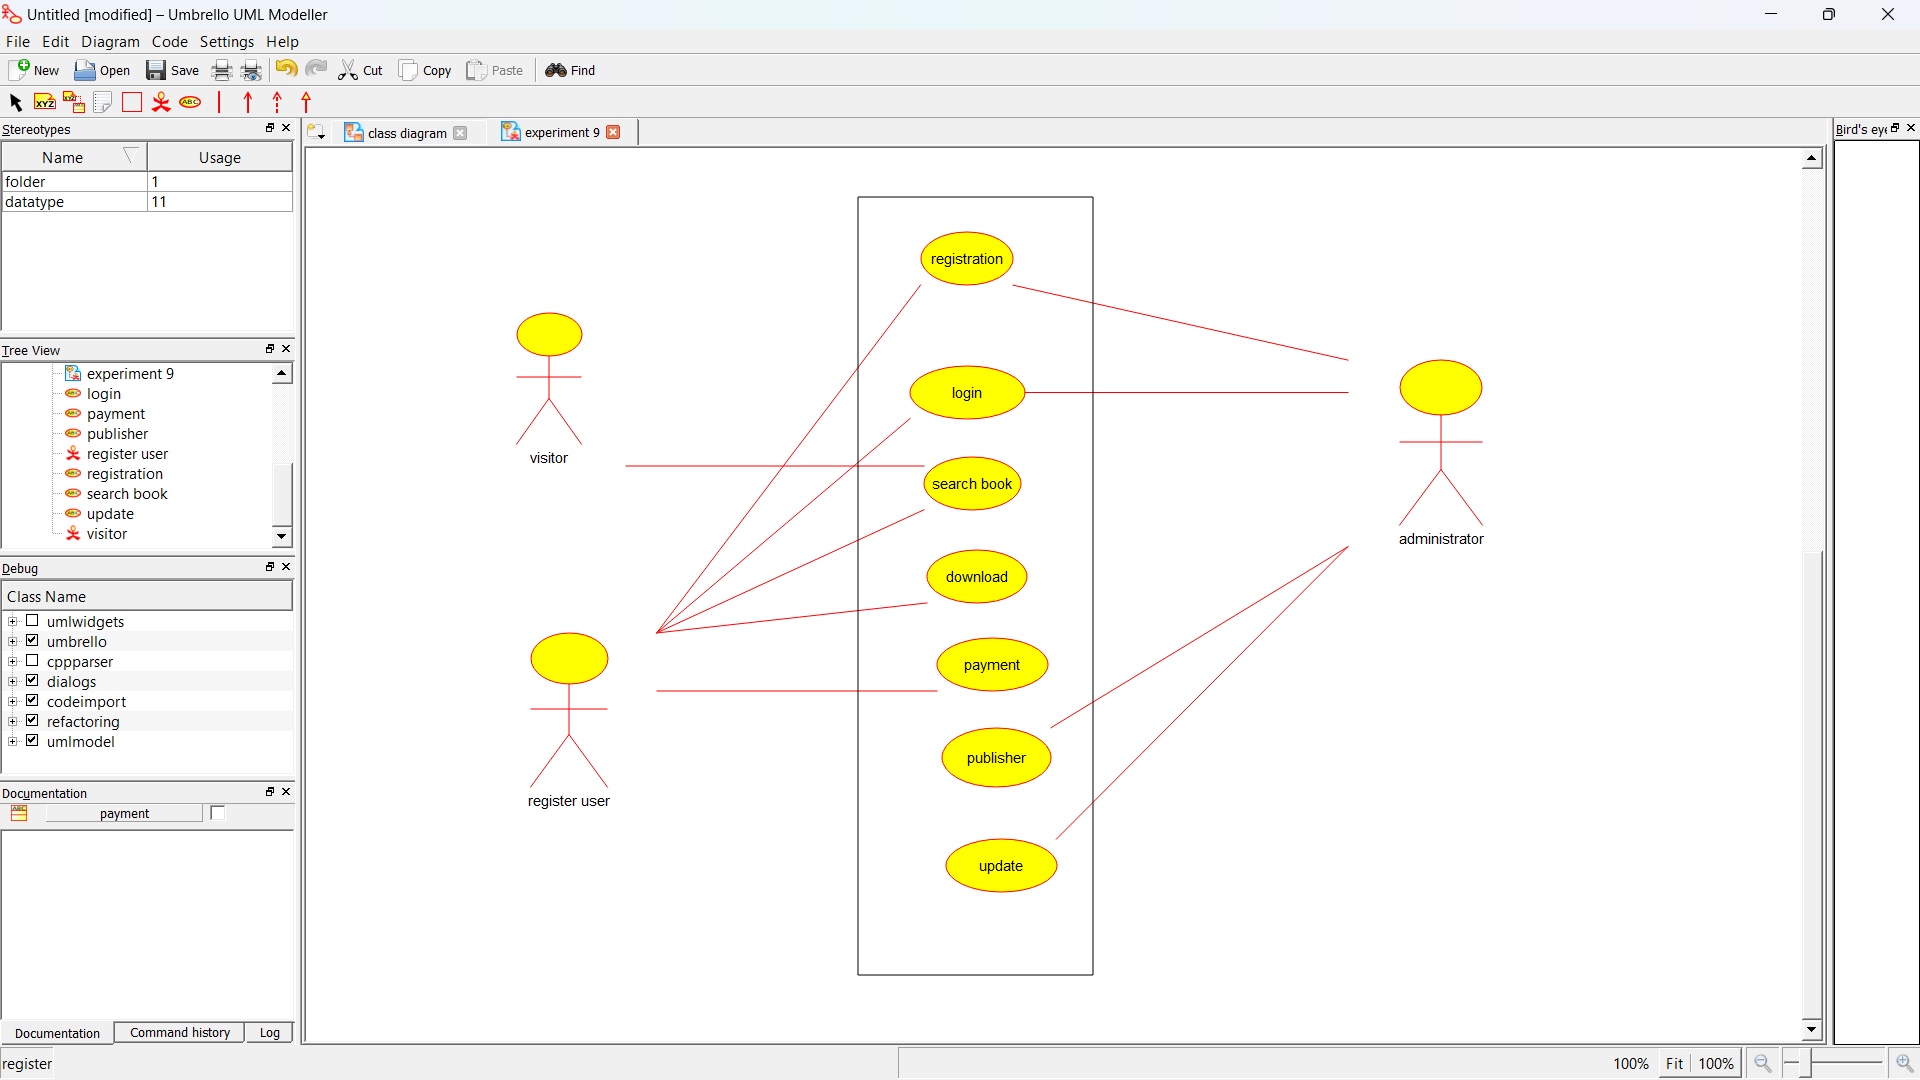 Untitled [modified] – Umbrello UML Modeller
File Edit Diagram Code Settings Help
New Open Save Cut Copy Paste Find
XYZ XYZ ABC
Stereotypes
Name Usage
folder 1
datatype 11
Tree View
experiment 9
login
payment
publisher
register user
registration
search book
update
visitor
Debug
Class Name
umlwidgets
umbrello
cppparser
dialogs
codeimport
refactoring
umlmodel
Documentation
payment
Documentation Command history Log
register
class diagram experiment 9
registration
login
search book
download
payment
publisher
update
visitor
register user
administrator
Bird's eye
100% Fit 100%